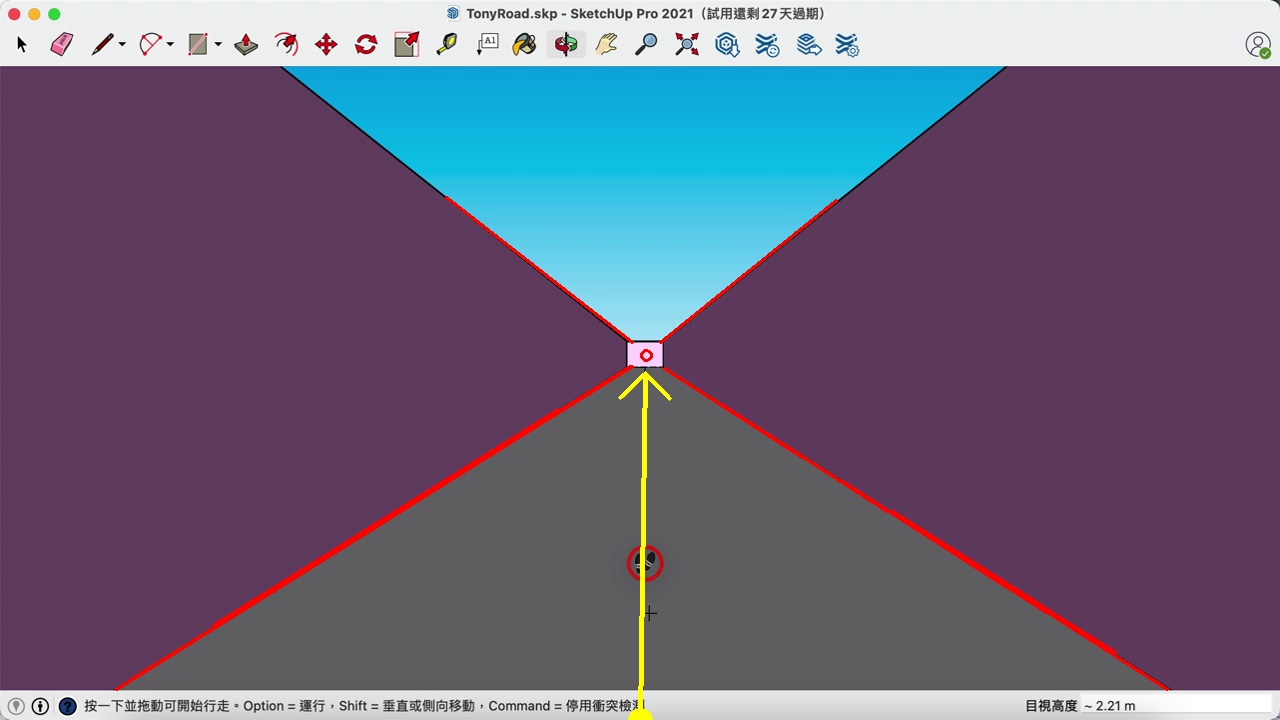 TonyRoad.skp - SketchUp Pro 2021（試用還剩 27 天過期）
A1
按一下並拖動可開始行走。Option = 運行，Shift = 垂直或側向移動，Command = 停用衝突檢測
目視高度 ~ 2.21 m